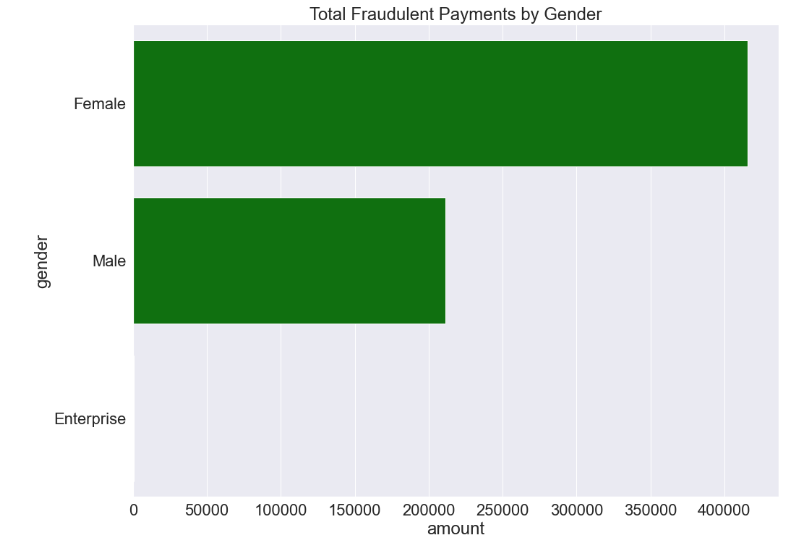 Total Fraudulent Payments by Gender
Female
Male
Enterprise
gender
0 50000 100000 150000 200000 250000 300000 350000 400000
amount